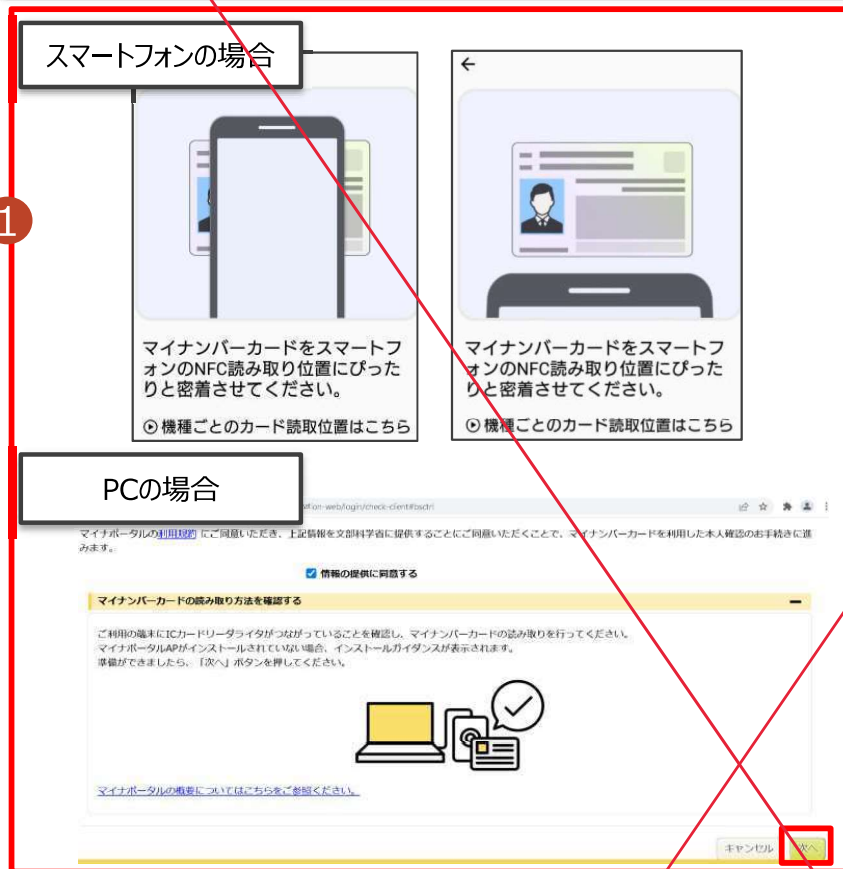 スマートフォンの場合
←
1
マイナンバーカードをスマートフ
ォンのNFC読み取り位置にぴった
りと密着させてください。
機種ごとのカード読取位置はこちら
マイナンバーカードをスマートフ
ォンのNFC読み取り位置にぴった
りと密着させてください。
機種ごとのカード読取位置はこちら
PCの場合
マイナポータルの利用規約 にご同意いただき、上記情報を文部科学省に提供することにご同意いただくことで、マイナンバーカードを利用した本人確認のお手続きに進
みます。
情報の提供に同意する
マイナンバーカードの読み取り方法を確認する
ご利用の端末にICカードリーダライタがつながっていることを確認し、マイナンバーカードの読み取りを行ってください。
マイナポータルAPがインストールされていない場合、インストールガイダンスが表示されます。
準備ができましたら、「次へ」ボタンを押してください。
マイナポータルの概要についてはこちらをご参照ください。
キャンセル 次へ